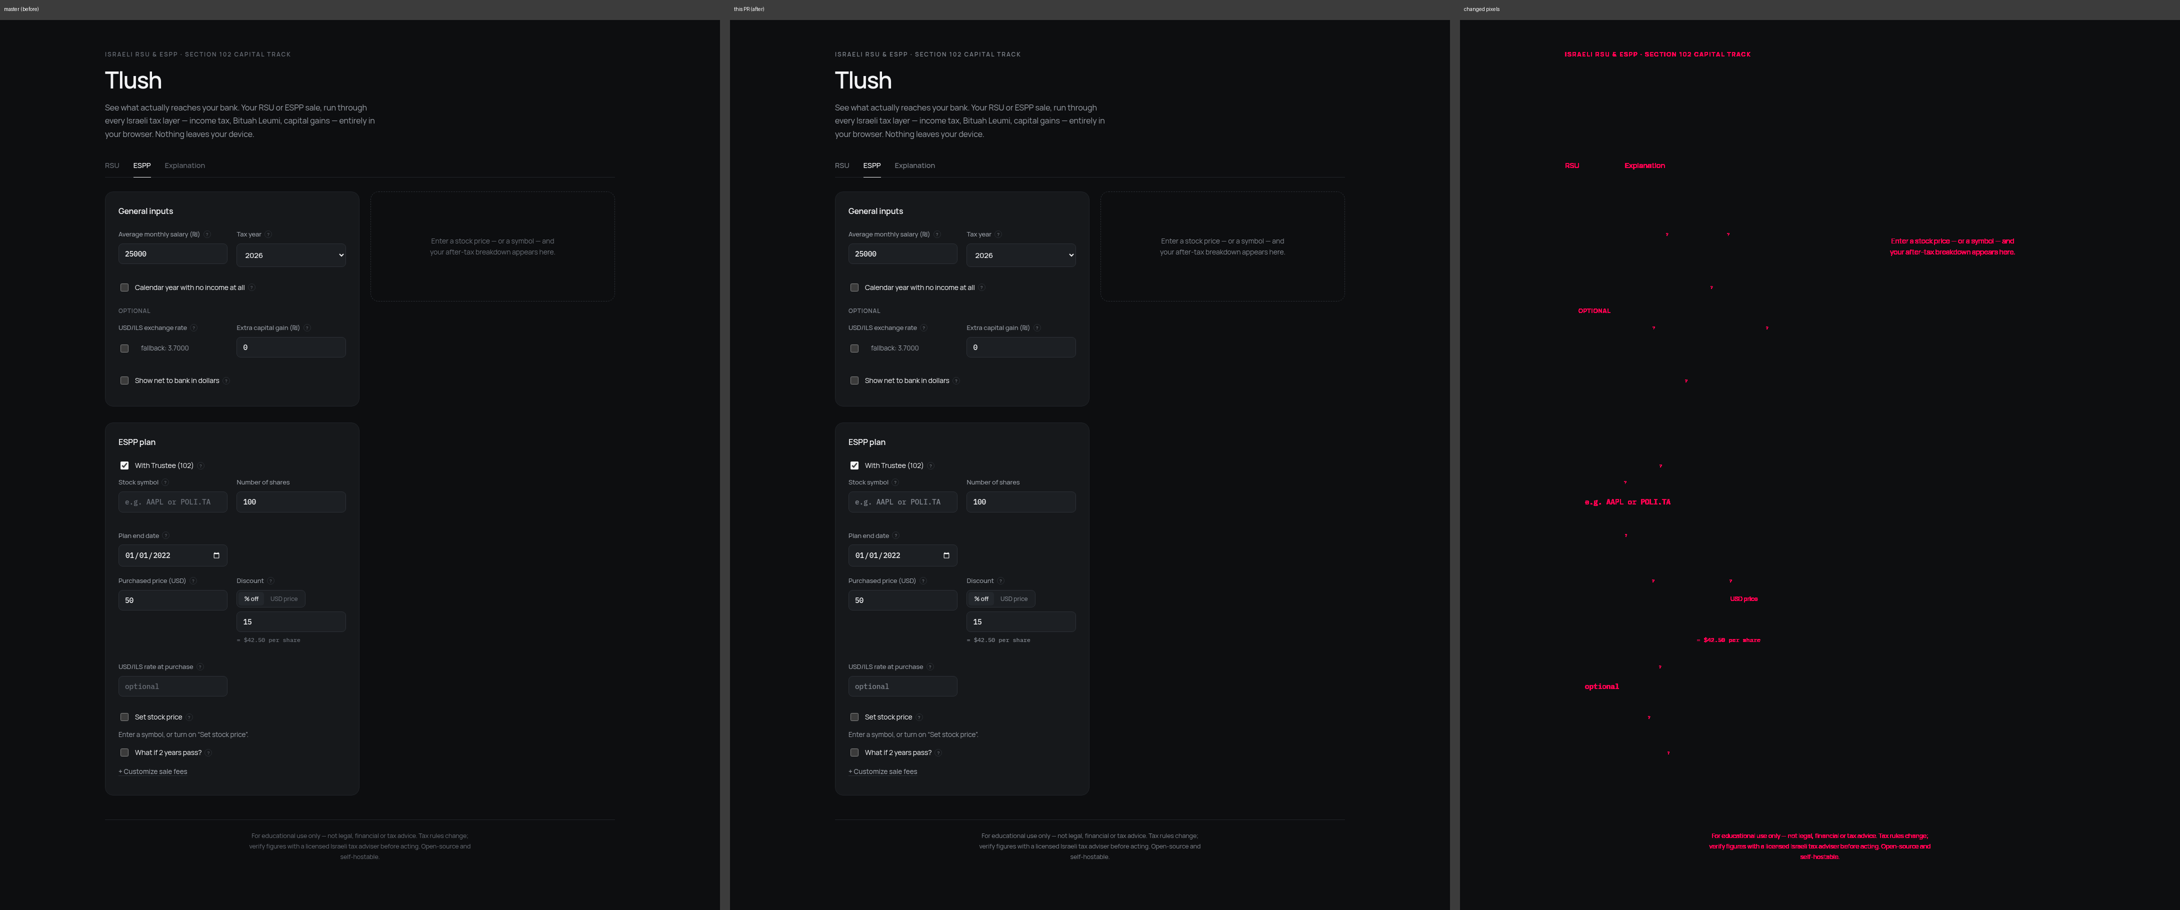 master (before)
ISRAELI RSU & ESPP · SECTION 102 CAPITAL TRACK
Tlush
See what actually reaches your bank. Your RSU or ESPP sale, run through
every Israeli tax layer — income tax, Bituah Leumi, capital gains — entirely in
your browser. Nothing leaves your device.
RSU ESPP Explanation
General inputs
Average monthly salary (₪) ? Tax year ?
25000 2026
Calendar year with no income at all ?
OPTIONAL
USD/ILS exchange rate ? Extra capital gain (₪) ?
fallback: 3.7000 0
Show net to bank in dollars ?
Enter a stock price — or a symbol — and
your after-tax breakdown appears here.
ESPP plan
With Trustee (102) ?
Stock symbol ? Number of shares
e.g. AAPL or POLI.TA 100
Plan end date ?
01/01/2022
Purchased price (USD) ? Discount ?
50 % off USD price
15
= $42.50 per share
USD/ILS rate at purchase ?
optional
Set stock price ?
Enter a symbol, or turn on "Set stock price".
What if 2 years pass? ?
+ Customize sale fees
For educational use only — not legal, financial or tax advice. Tax rules change;
verify figures with a licensed Israeli tax adviser before acting. Open-source and
self-hostable.
this PR (after)
ISRAELI RSU & ESPP · SECTION 102 CAPITAL TRACK
Tlush
See what actually reaches your bank. Your RSU or ESPP sale, run through
every Israeli tax layer — income tax, Bituah Leumi, capital gains — entirely in
your browser. Nothing leaves your device.
RSU ESPP Explanation
General inputs
Average monthly salary (₪) ? Tax year ?
25000 2026
Calendar year with no income at all ?
OPTIONAL
USD/ILS exchange rate ? Extra capital gain (₪) ?
fallback: 3.7000 0
Show net to bank in dollars ?
Enter a stock price — or a symbol — and
your after-tax breakdown appears here.
ESPP plan
With Trustee (102) ?
Stock symbol ? Number of shares
e.g. AAPL or POLI.TA 100
Plan end date ?
01/01/2022
Purchased price (USD) ? Discount ?
50 % off USD price
15
= $42.50 per share
USD/ILS rate at purchase ?
optional
Set stock price ?
Enter a symbol, or turn on "Set stock price".
What if 2 years pass? ?
+ Customize sale fees
For educational use only — not legal, financial or tax advice. Tax rules change;
verify figures with a licensed Israeli tax adviser before acting. Open-source and
self-hostable.
changed pixels
ISRAELI RSU & ESPP · SECTION 102 CAPITAL TRACK
RSU Explanation
Enter a stock price — or a symbol — and
your after-tax breakdown appears here.
OPTIONAL
e.g. AAPL or POLI.TA
USD price
= $42.50 per share
optional
For educational use only — not legal, financial or tax advice. Tax rules change;
verify figures with a licensed Israeli tax adviser before acting. Open-source and
self-hostable.